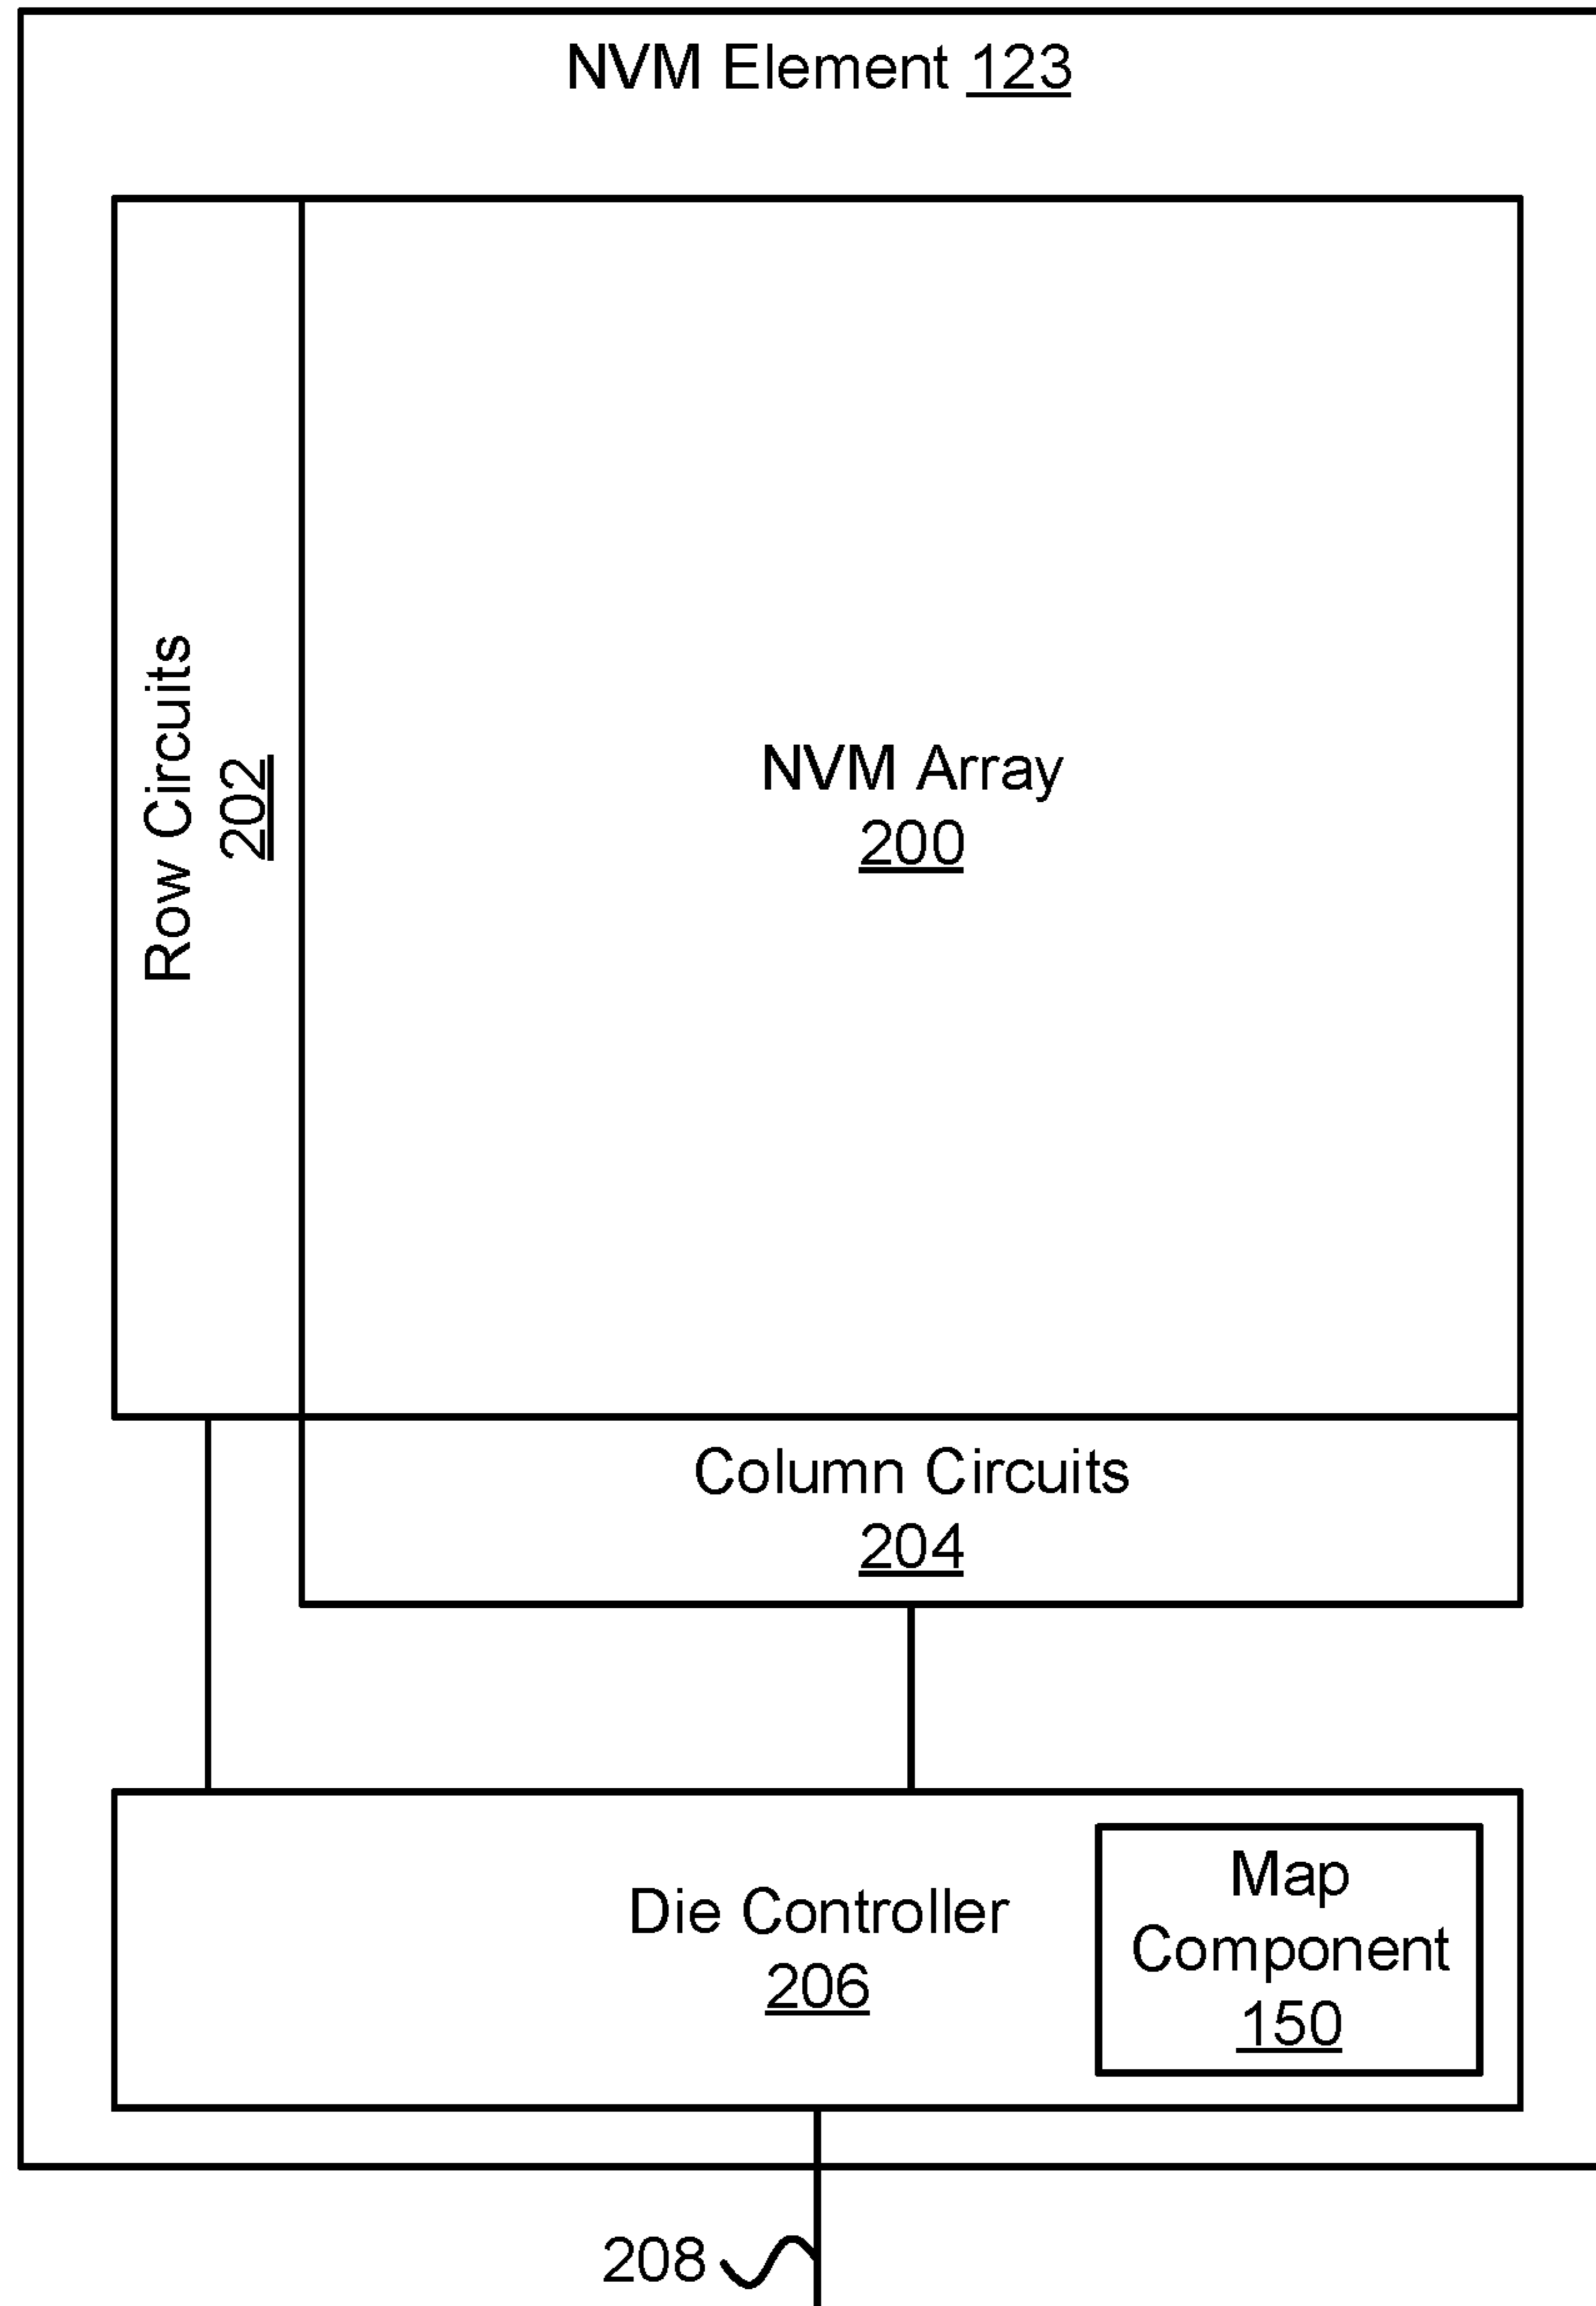 NVM Element 123
Row Circuits
202
NVM Array
200
Column Circuits
204
Die Controller
206
Map
Component
150
208